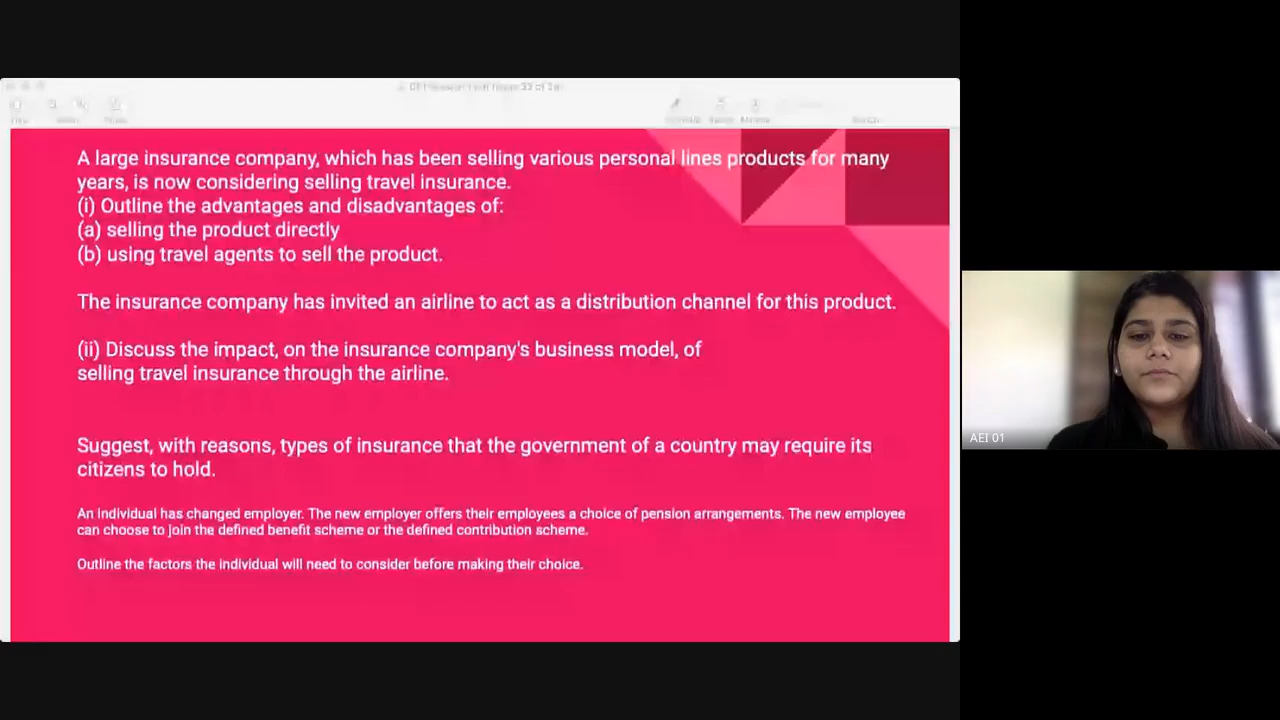 A large insurance company, which has been selling various personal lines products for many
years, is now considering selling travel insurance.
(i) Outline the advantages and disadvantages of:
(a) selling the product directly
(b) using travel agents to sell the product.
The insurance company has invited an airline to act as a distribution channel for this product.
(ii) Discuss the impact, on the insurance company's business model, of
selling travel insurance through the airline.
Suggest, with reasons, types of insurance that the government of a country may require its
citizens to hold.
An individual has changed employer. The new employer offers their employees a choice of pension arrangements. The new employee
can choose to join the defined benefit scheme or the defined contribution scheme.
Outline the factors the individual will need to consider before making their choice.
AEI 01